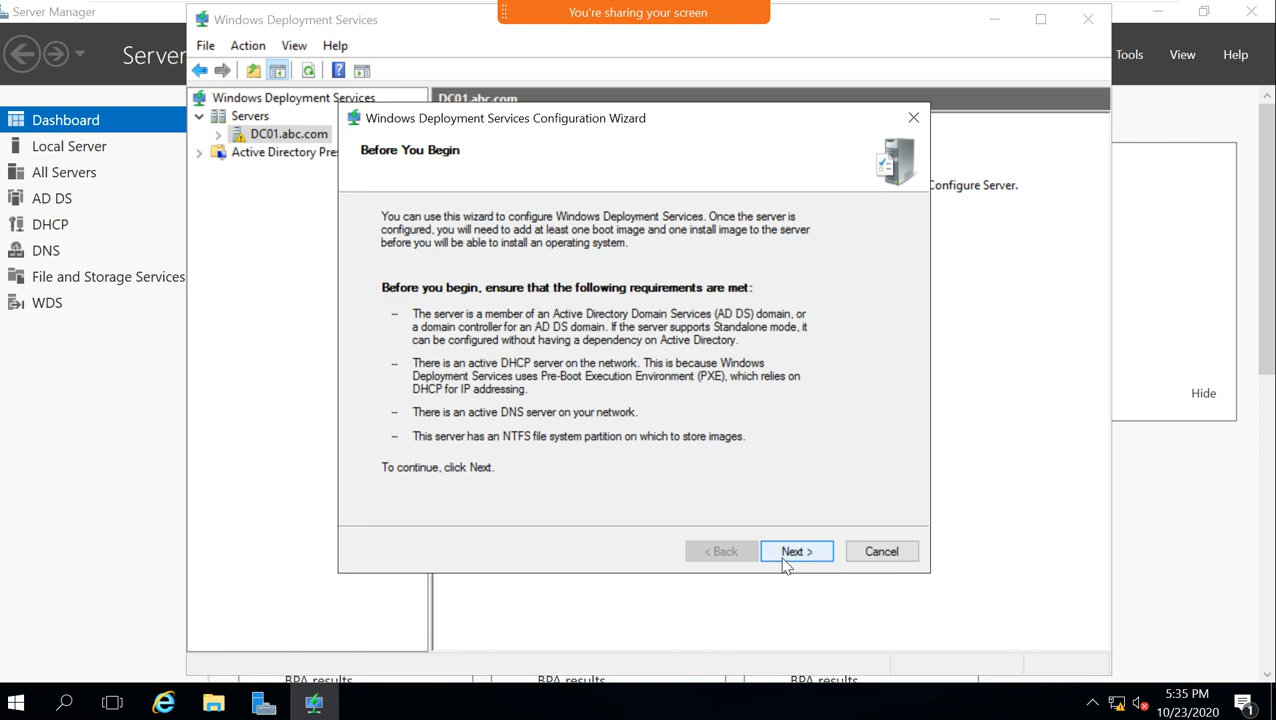 Server Manager
Windows Deployment Services
You're sharing your screen
Server
File
Action
View
Help
Tools
View
Help
Windows Deployment Services
Servers
DC01.abc.com
DC01.abc.com
Active Directory Pre
Dashboard
Local Server
All Servers
AD DS
DHCP
DNS
File and Storage Services
WDS
Windows Deployment Services Configuration Wizard
Before You Begin
Configure Server.
You can use this wizard to configure Windows Deployment Services. Once the server is
configured, you will need to add at least one boot image and one install image to the server
before you will be able to install an operating system.
Before you begin, ensure that the following requirements are met:
-- The server is a member of an Active Directory Domain Services (AD DS) domain, or
a domain controller for an AD DS domain. If the server supports Standalone mode, it
can be configured without having a dependency on Active Directory.
-- There is an active DHCP server on the network. This is because Windows
Deployment Services uses Pre-Boot Execution Environment (PXE), which relies on
DHCP for IP addressing.
-- There is an active DNS server on your network.
-- This server has an NTFS file system partition on which to store images.
To continue, click Next.
Hide
< Back
Next >
Cancel
BPA results
BPA results
BPA results
5:35 PM
10/23/2020
1